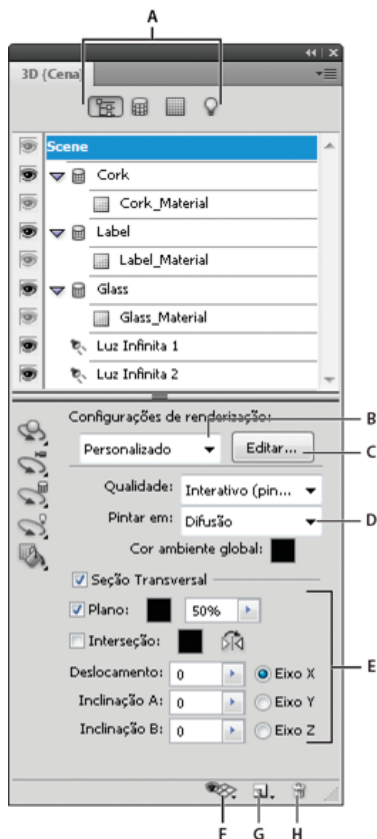 A
3D {Cena}
Scene
Cork
Cork_Material
Label
Label_Material
Glass
Glass_Material
Luz Infinita 1
Luz Infinita 2
Configurações de renderização:
B
Personalizado
Editar...
C
Qualidade: Interativo (pin...
Pintar em: Difusão
D
Cor ambiente global:
Seção Transversal
Plano: 50%
Interseção:
E
Deslocamento: 0 Eixo X
Inclinação A: 0 Eixo Y
Inclinação B: 0 Eixo Z
F G H